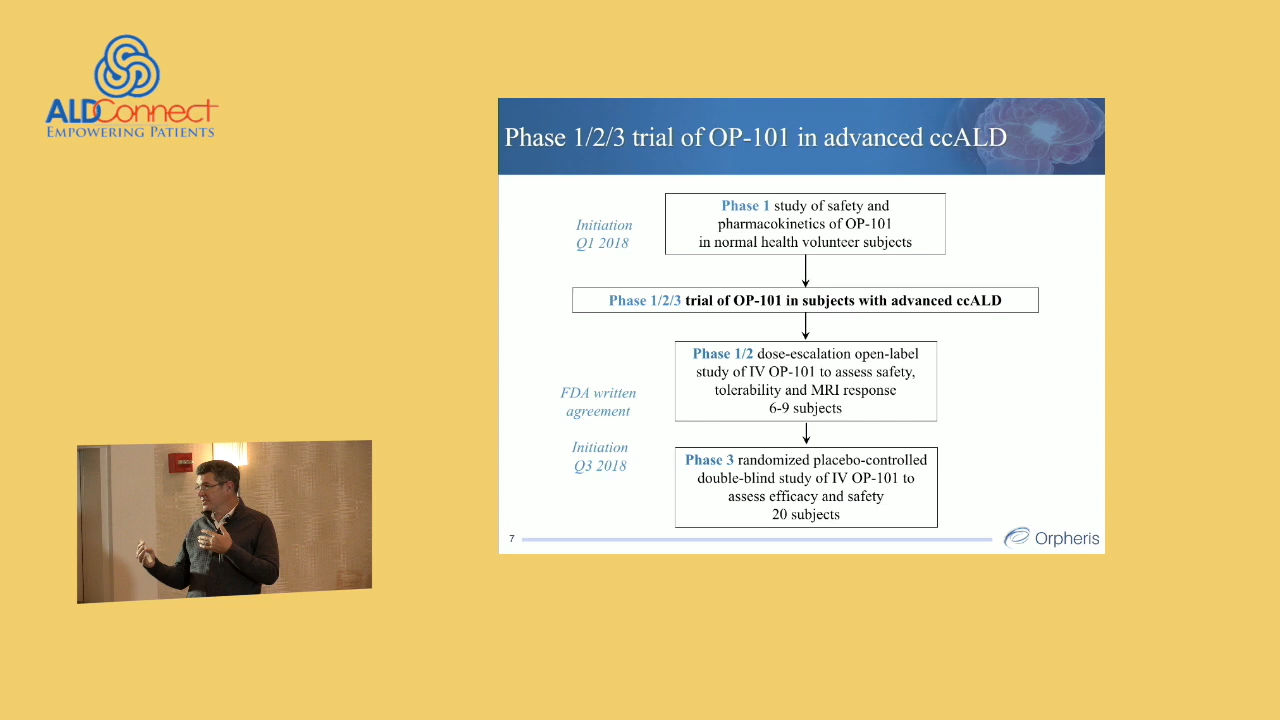 ALDConnect
EMPOWERING PATIENTS
Phase 1/2/3 trial of OP-101 in advanced ccALD
Initiation
Q1 2018
Phase 1 study of safety and
pharmacokinetics of OP-101
in normal health volunteer subjects
Phase 1/2/3 trial of OP-101 in subjects with advanced ccALD
Phase 1/2 dose-escalation open-label
study of IV OP-101 to assess safety,
tolerability and MRI response
6-9 subjects
FDA written
agreement
Initiation
Q3 2018
Phase 3 randomized placebo-controlled
double-blind study of IV OP-101 to
assess efficacy and safety
20 subjects
7
Orpheris